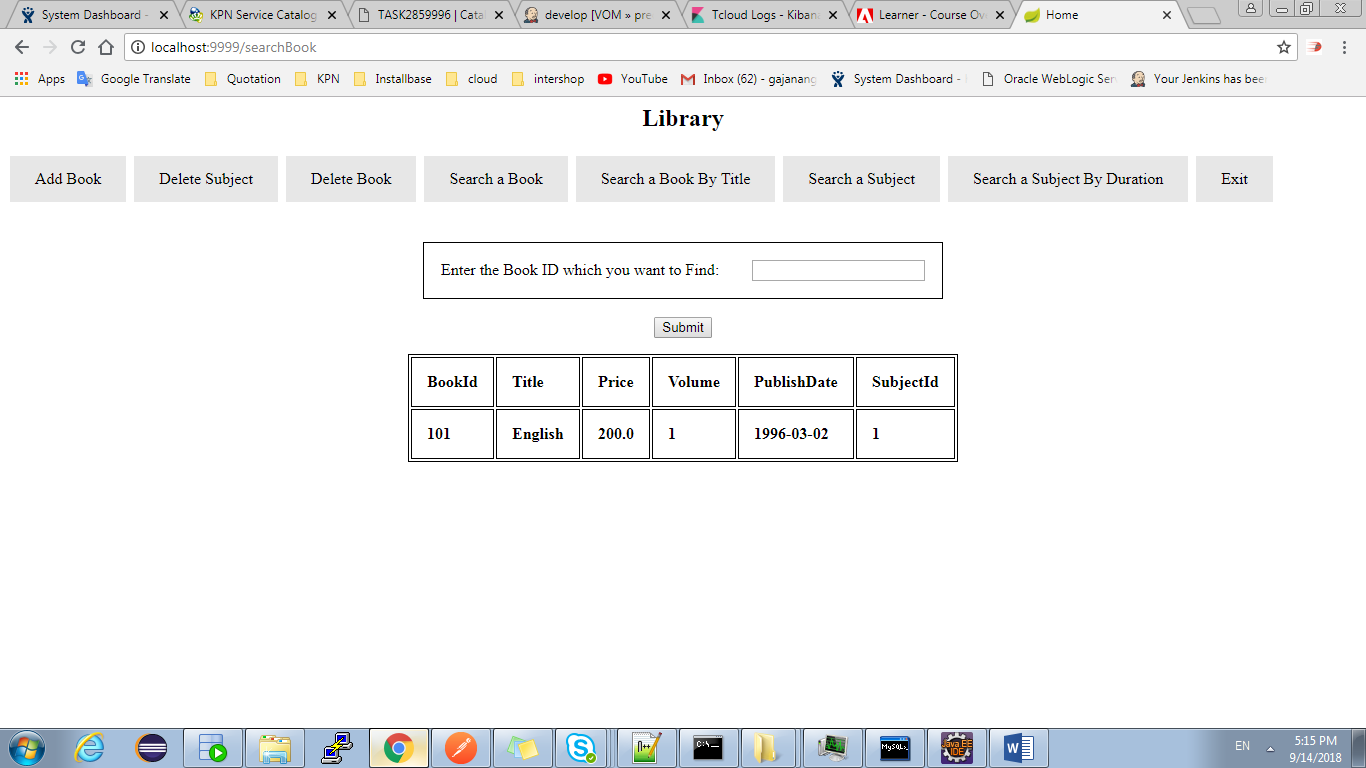 System Dashboard - KPN Service Catalog TASK2859996 | Cata develop [VOM » pre Tcloud Logs - Kibana Learner - Course Ov Home
localhost:9999/searchBook
Apps Google Translate Quotation KPN Installbase cloud intershop YouTube Inbox (62) - gajanang System Dashboard - Oracle WebLogic Ser Your Jenkins has bee
Library
Add Book Delete Subject Delete Book Search a Book Search a Book By Title Search a Subject Search a Subject By Duration Exit
Enter the Book ID which you want to Find:
Submit
BookId Title Price Volume PublishDate SubjectId
101 English 200.0 1 1996-03-02 1
EN 5:15 PM
9/14/2018